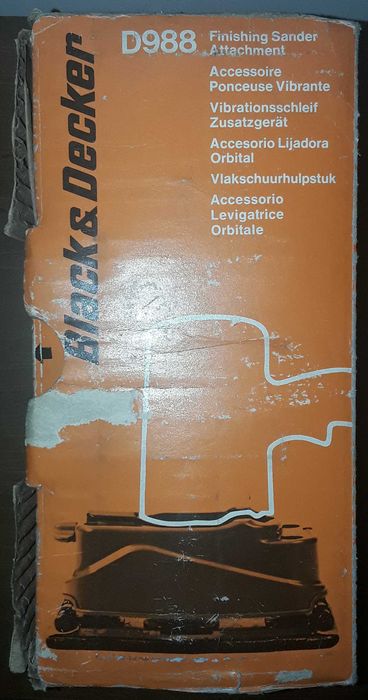 Black & Decker
D988
Finishing Sander
Attachment
Accessoire
Ponceuse Vibrante
Vibrationsschleif
Zusatzgerät
Accesorio Lijadora
Orbital
Vlakschuurhulpstuk
Accessorio
Levigatrice
Orbitale